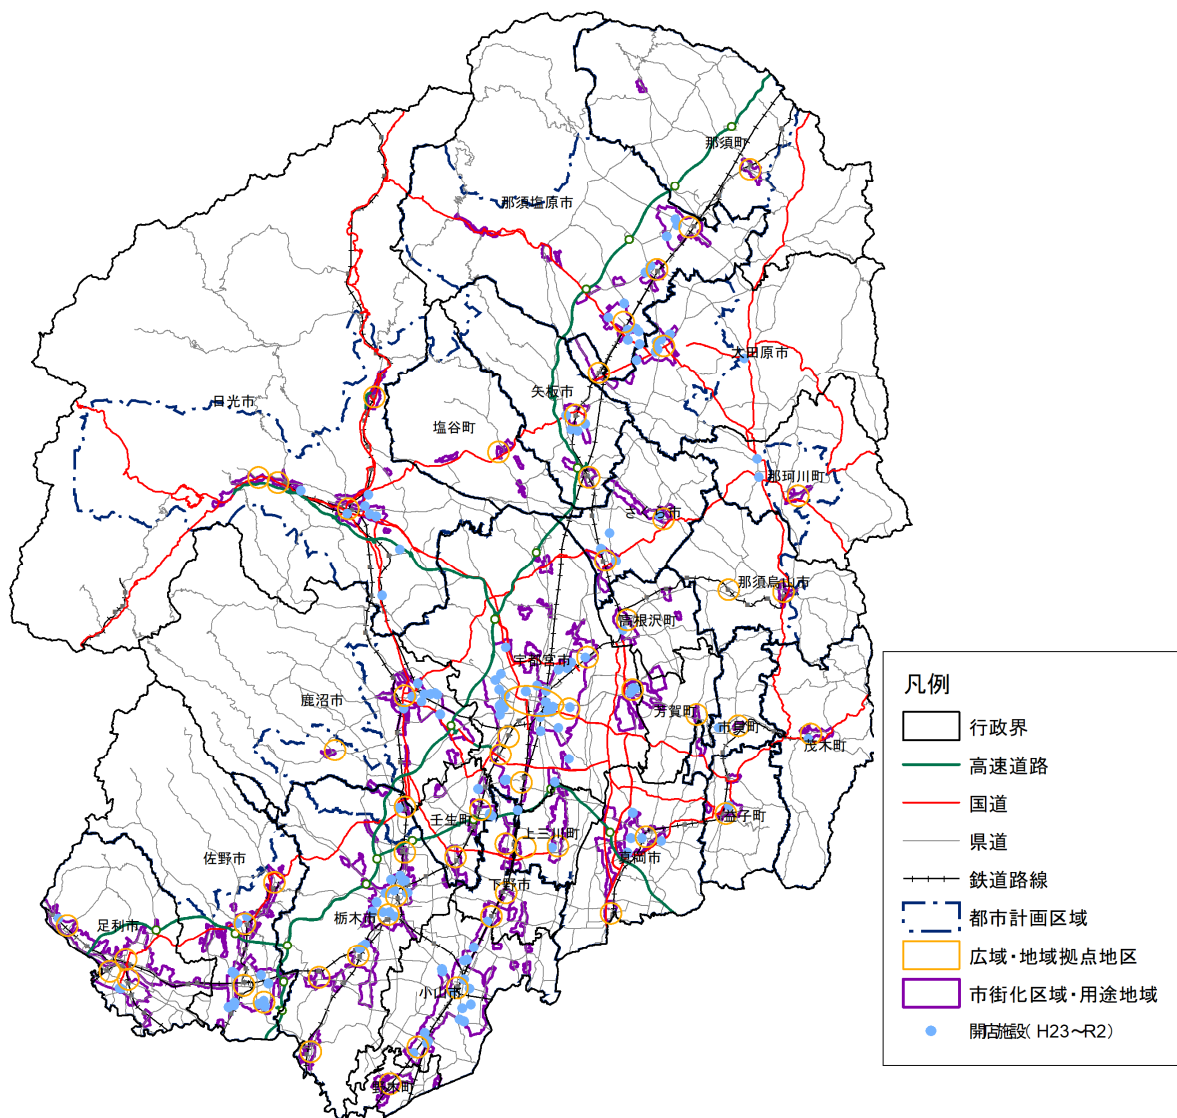 那須町
那須塩原市
大田原市
矢板市
日光市
塩谷町
那珂川町
さくら市
那須烏山市
高根沢町
宇都宮市
鹿沼市
芳賀町
市貝町
茂木町
益子町
壬生町
上三川町
真岡市
佐野市
下野市
栃木市
足利市
小山市
野木町
凡例
行政界
高速道路
国道
県道
鉄道路線
都市計画区域
広域・地域拠点地区
市街化区域・用途地域
開店施設(H23~R2)